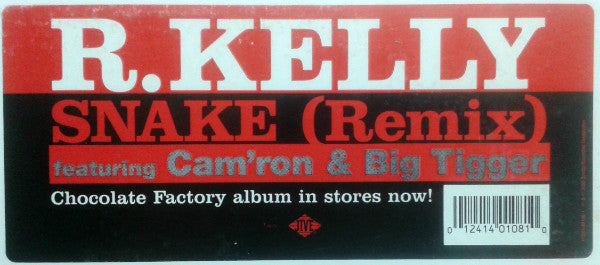 R.KELLY
SNAKE (Remix)
featuring Cam'ron & Big Tigger
Chocolate Factory album in stores now!
JIVE
0 12414 01081 0